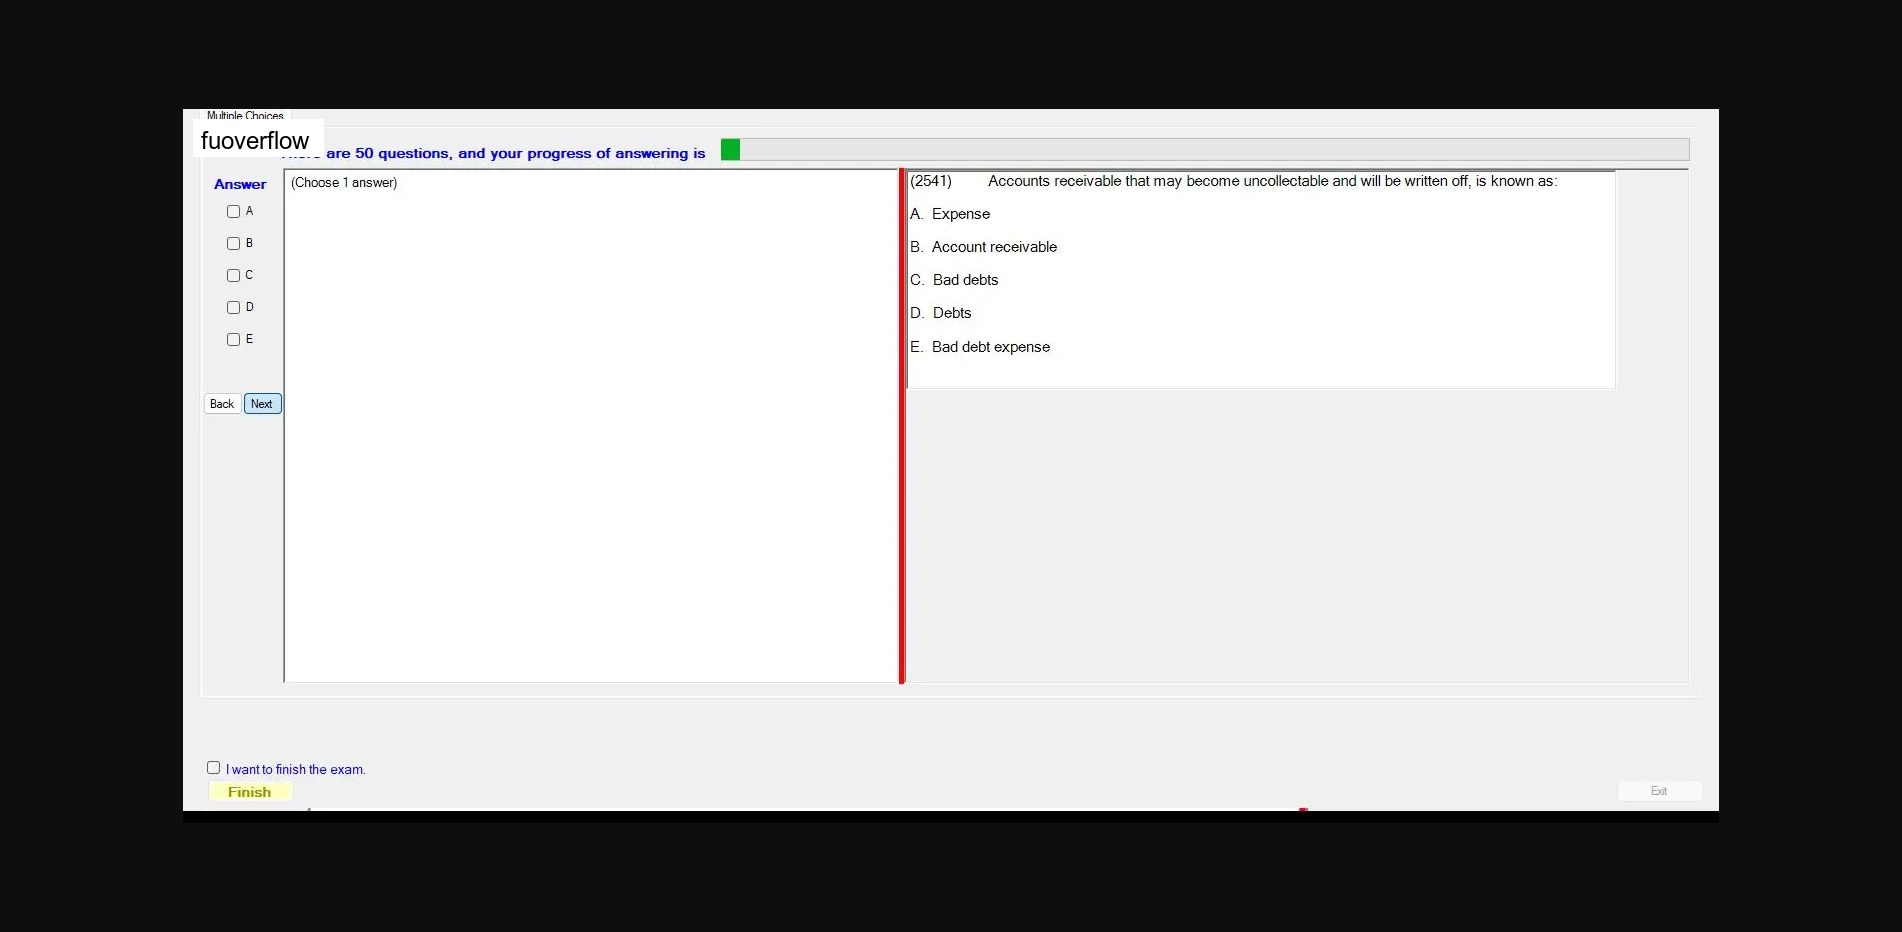 Multiple Choices
fuoverflow
are 50 questions, and your progress of answering is
Answer
A
B
C
D
E
Back Next
(Choose 1 answer)
(2541) Accounts receivable that may become uncollectable and will be written off, is known as:
A. Expense
B. Account receivable
C. Bad debts
D. Debts
E. Bad debt expense
I want to finish the exam.
Finish
Exit